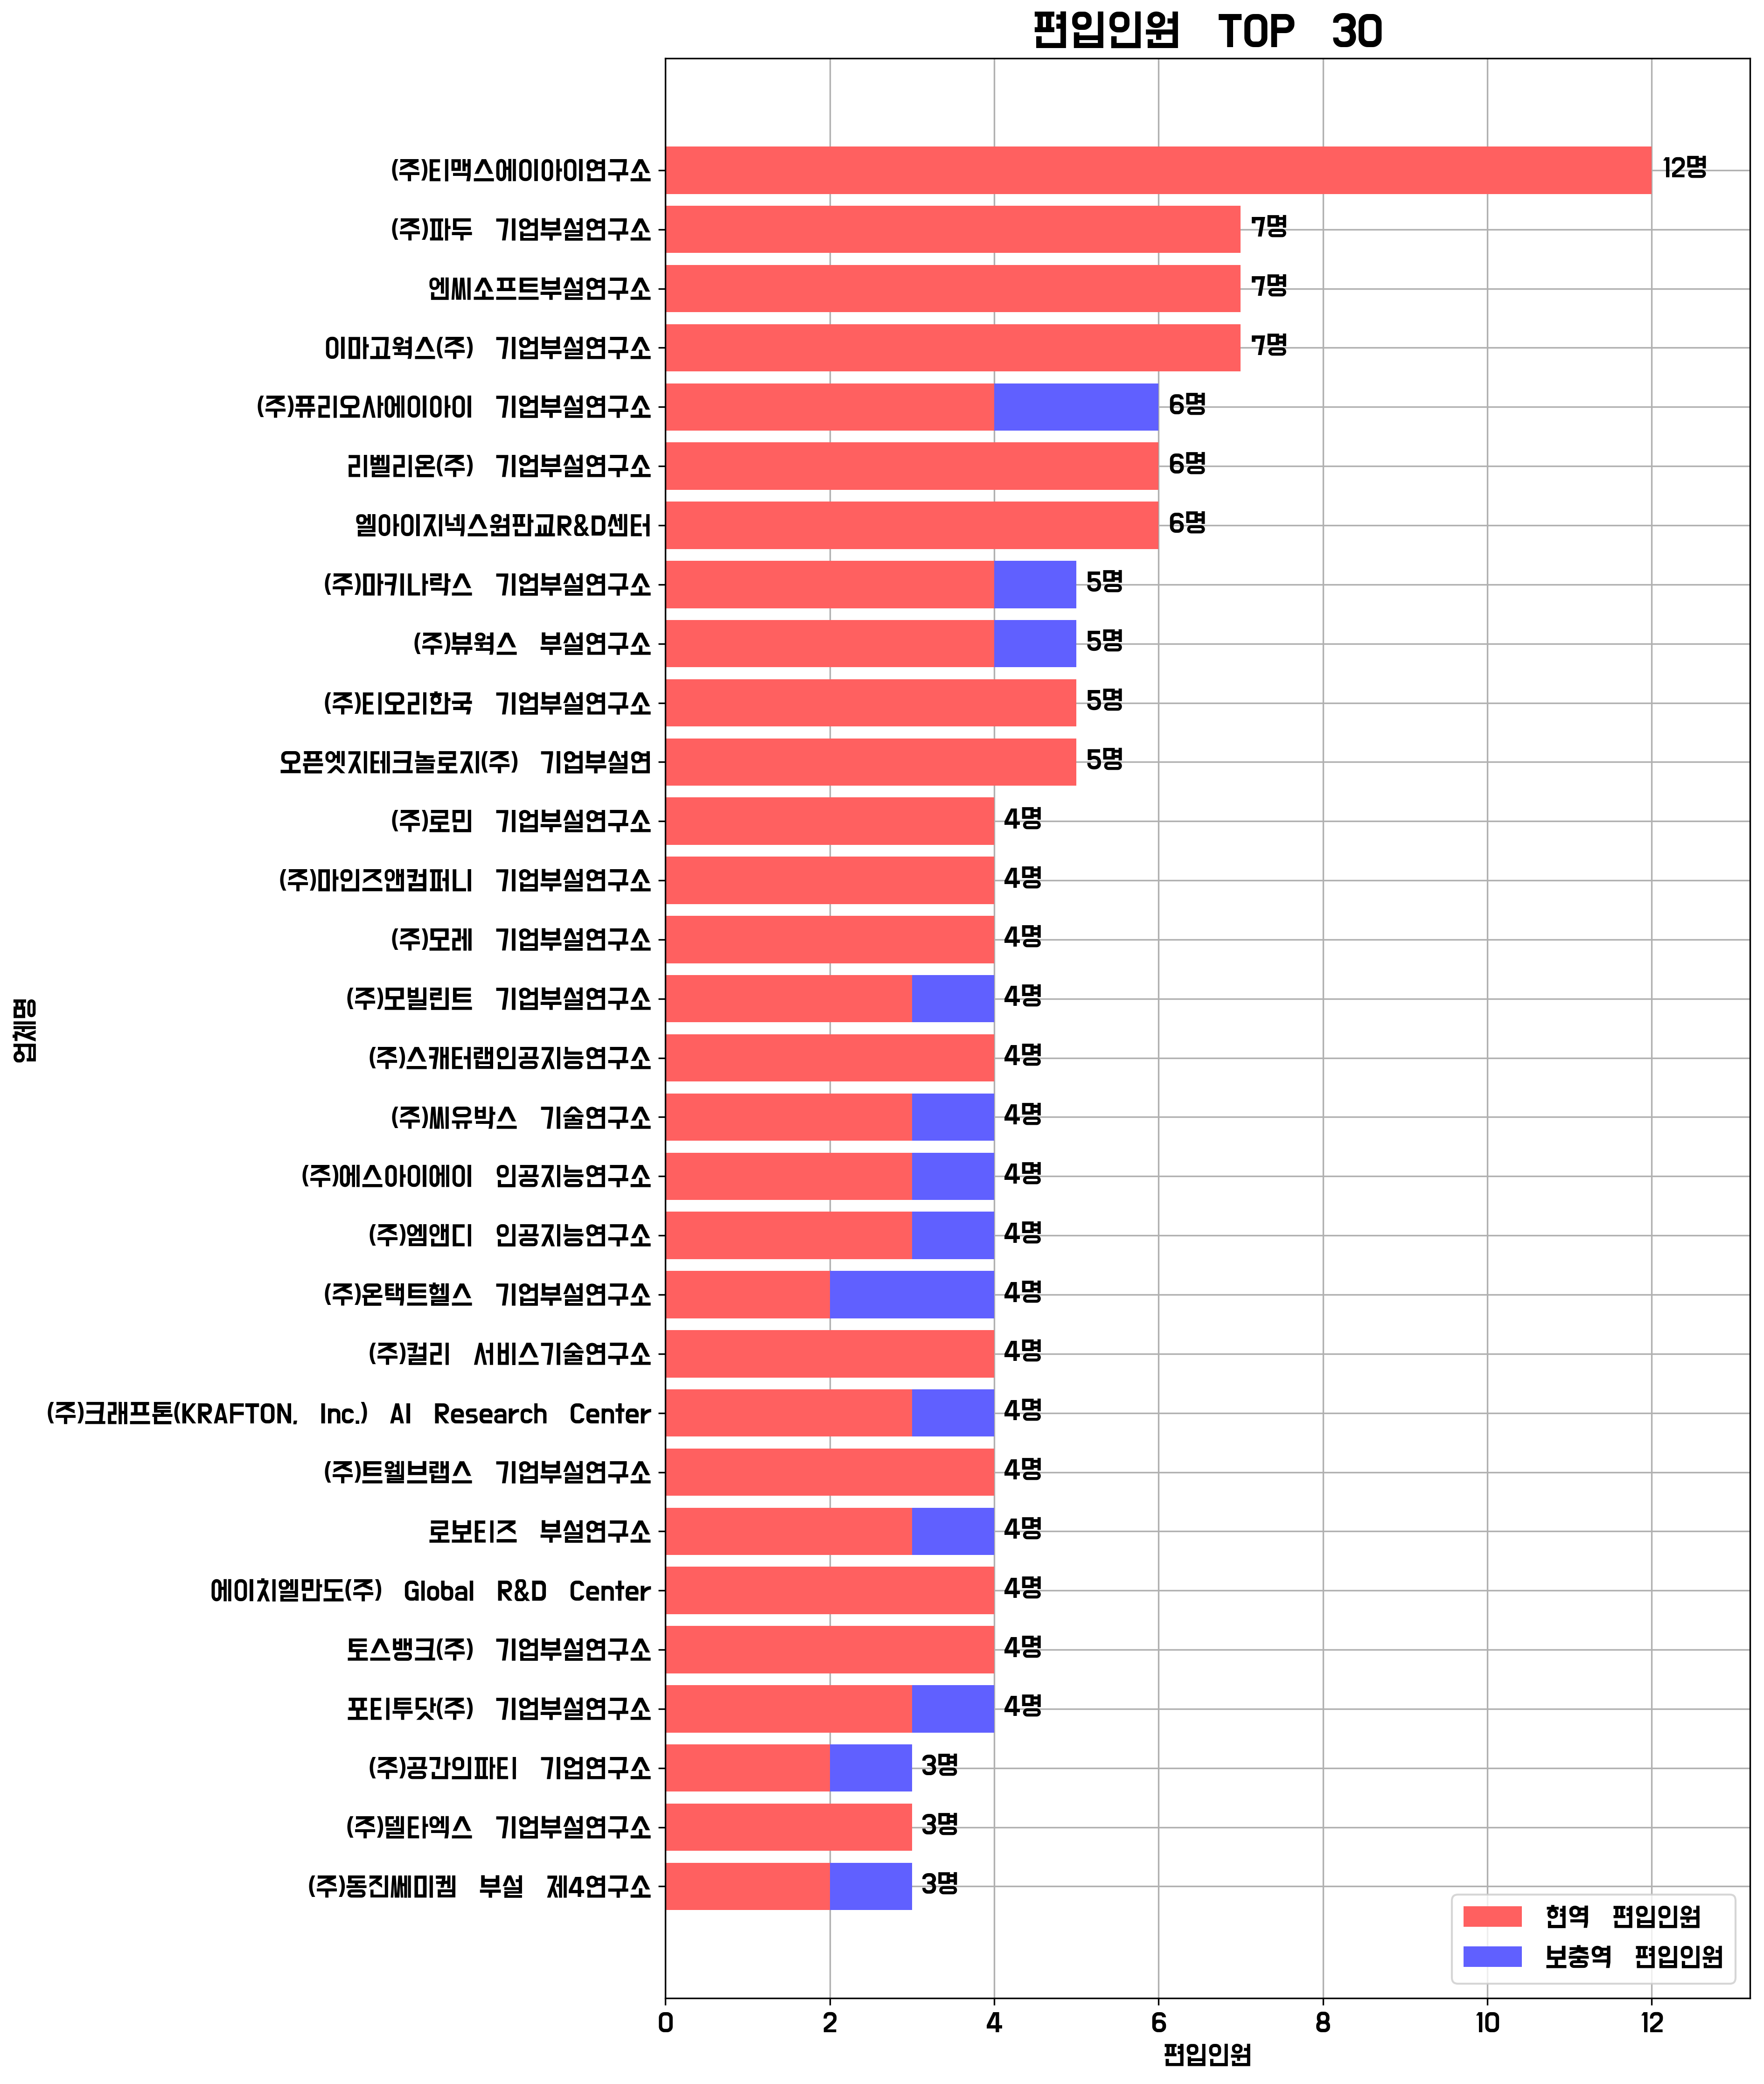 편입인원 TOP 30
(주)티맥스에이아이연구소 12명
(주)파두 기업부설연구소 7명
엔씨소프트부설연구소 7명
이마고웍스(주) 기업부설연구소 7명
(주)퓨리오사에이아이 기업부설연구소 6명
리벨리온(주) 기업부설연구소 6명
엘아이지넥스원판교R&D센터 6명
(주)마키나락스 기업부설연구소 5명
(주)뷰웍스 부설연구소 5명
(주)티오리한국 기업부설연구소 5명
오픈엣지테크놀로지(주) 기업부설연 5명
(주)로민 기업부설연구소 4명
(주)마인즈앤컴퍼니 기업부설연구소 4명
(주)모레 기업부설연구소 4명
(주)모빌린트 기업부설연구소 4명
(주)스캐터랩인공지능연구소 4명
(주)씨유박스 기술연구소 4명
(주)에스아이에이 인공지능연구소 4명
(주)엠앤디 인공지능연구소 4명
(주)온택트헬스 기업부설연구소 4명
(주)컬리 서비스기술연구소 4명
(주)크래프톤(KRAFTON, Inc.) AI Research Center 4명
(주)트웰브랩스 기업부설연구소 4명
로보티즈 부설연구소 4명
에이치엘만도(주) Global R&D Center 4명
토스뱅크(주) 기업부설연구소 4명
포티투닷(주) 기업부설연구소 4명
(주)공간의파티 기업연구소 3명
(주)델타엑스 기업부설연구소 3명
(주)동진쎄미켐 부설 제4연구소 3명
업체명
현역 편입인원
보충역 편입인원
0 2 4 6 8 10 12
편입인원